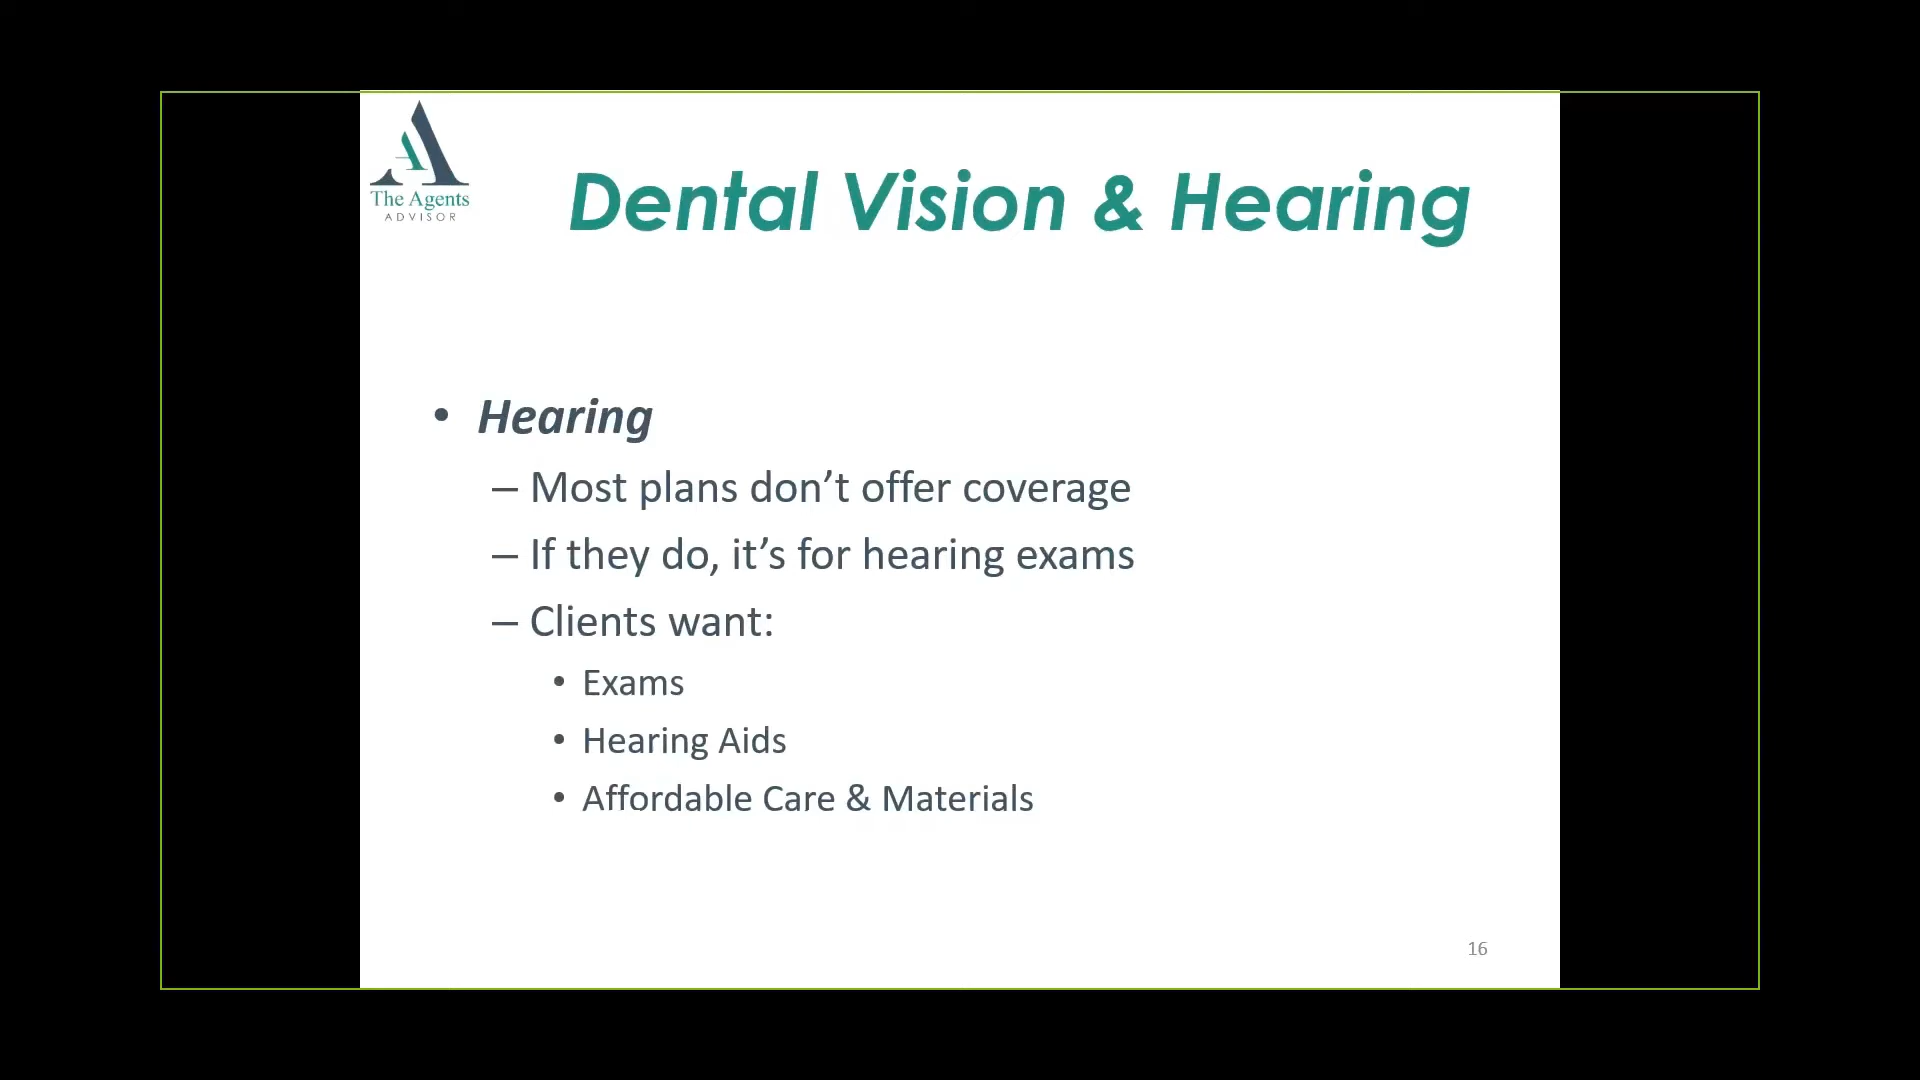 The Agents
ADVISOR
Dental Vision & Hearing
• Hearing
– Most plans don’t offer coverage
– If they do, it’s for hearing exams
– Clients want:
• Exams
• Hearing Aids
• Affordable Care & Materials
16